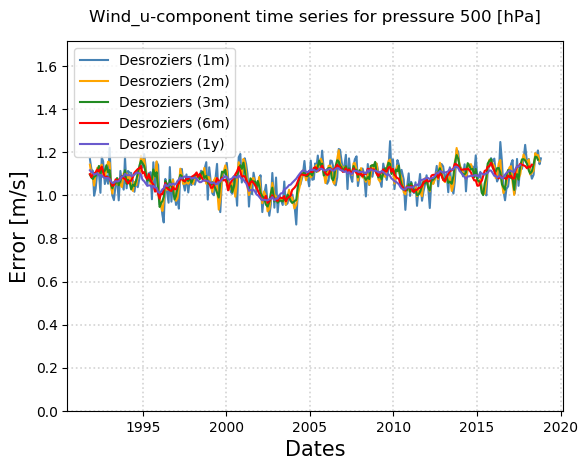 Wind_u-component time series for pressure 500 [hPa]
Desroziers (1m)
Desroziers (2m)
Desroziers (3m)
Desroziers (6m)
Desroziers (1y)
Error [m/s]
1.6
1.4
1.2
1.0
0.8
0.6
0.4
0.2
0.0
1995 2000 2005 2010 2015 2020
Dates